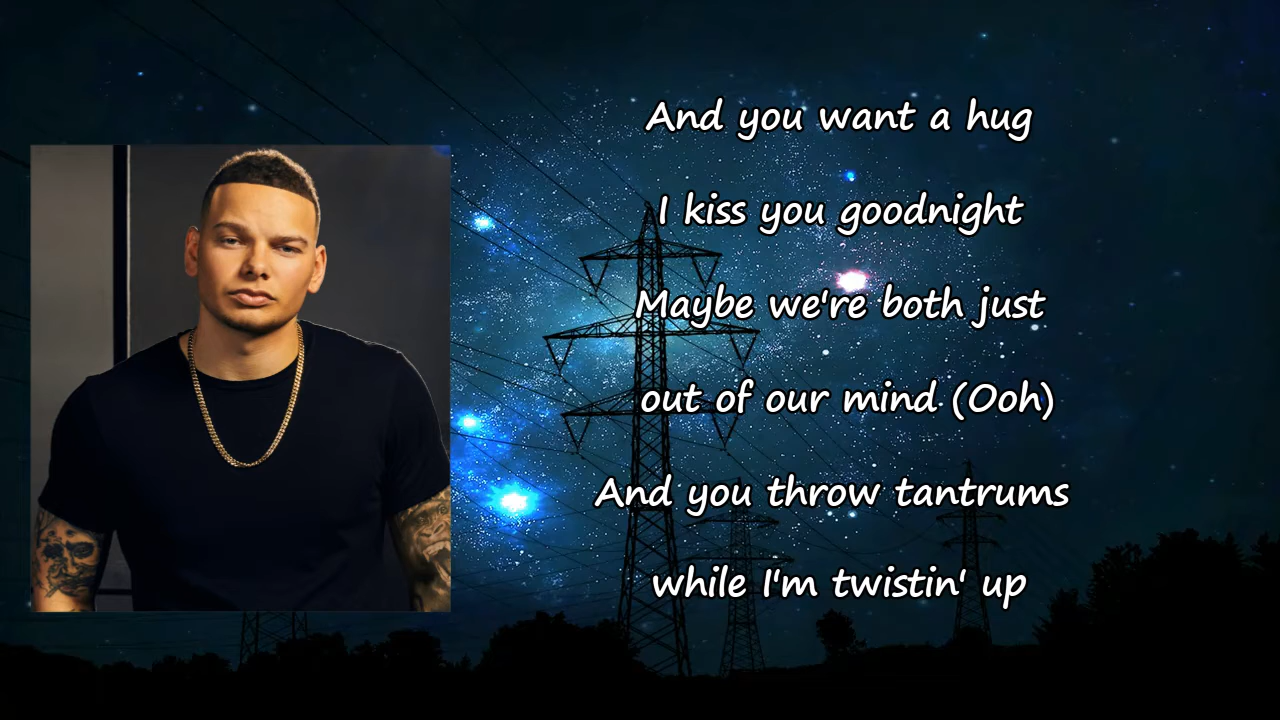 And you want a hug
I kiss you goodnight
Maybe we're both just
out of our mind (Ooh)
And you throw tantrums
while I'm twistin' up